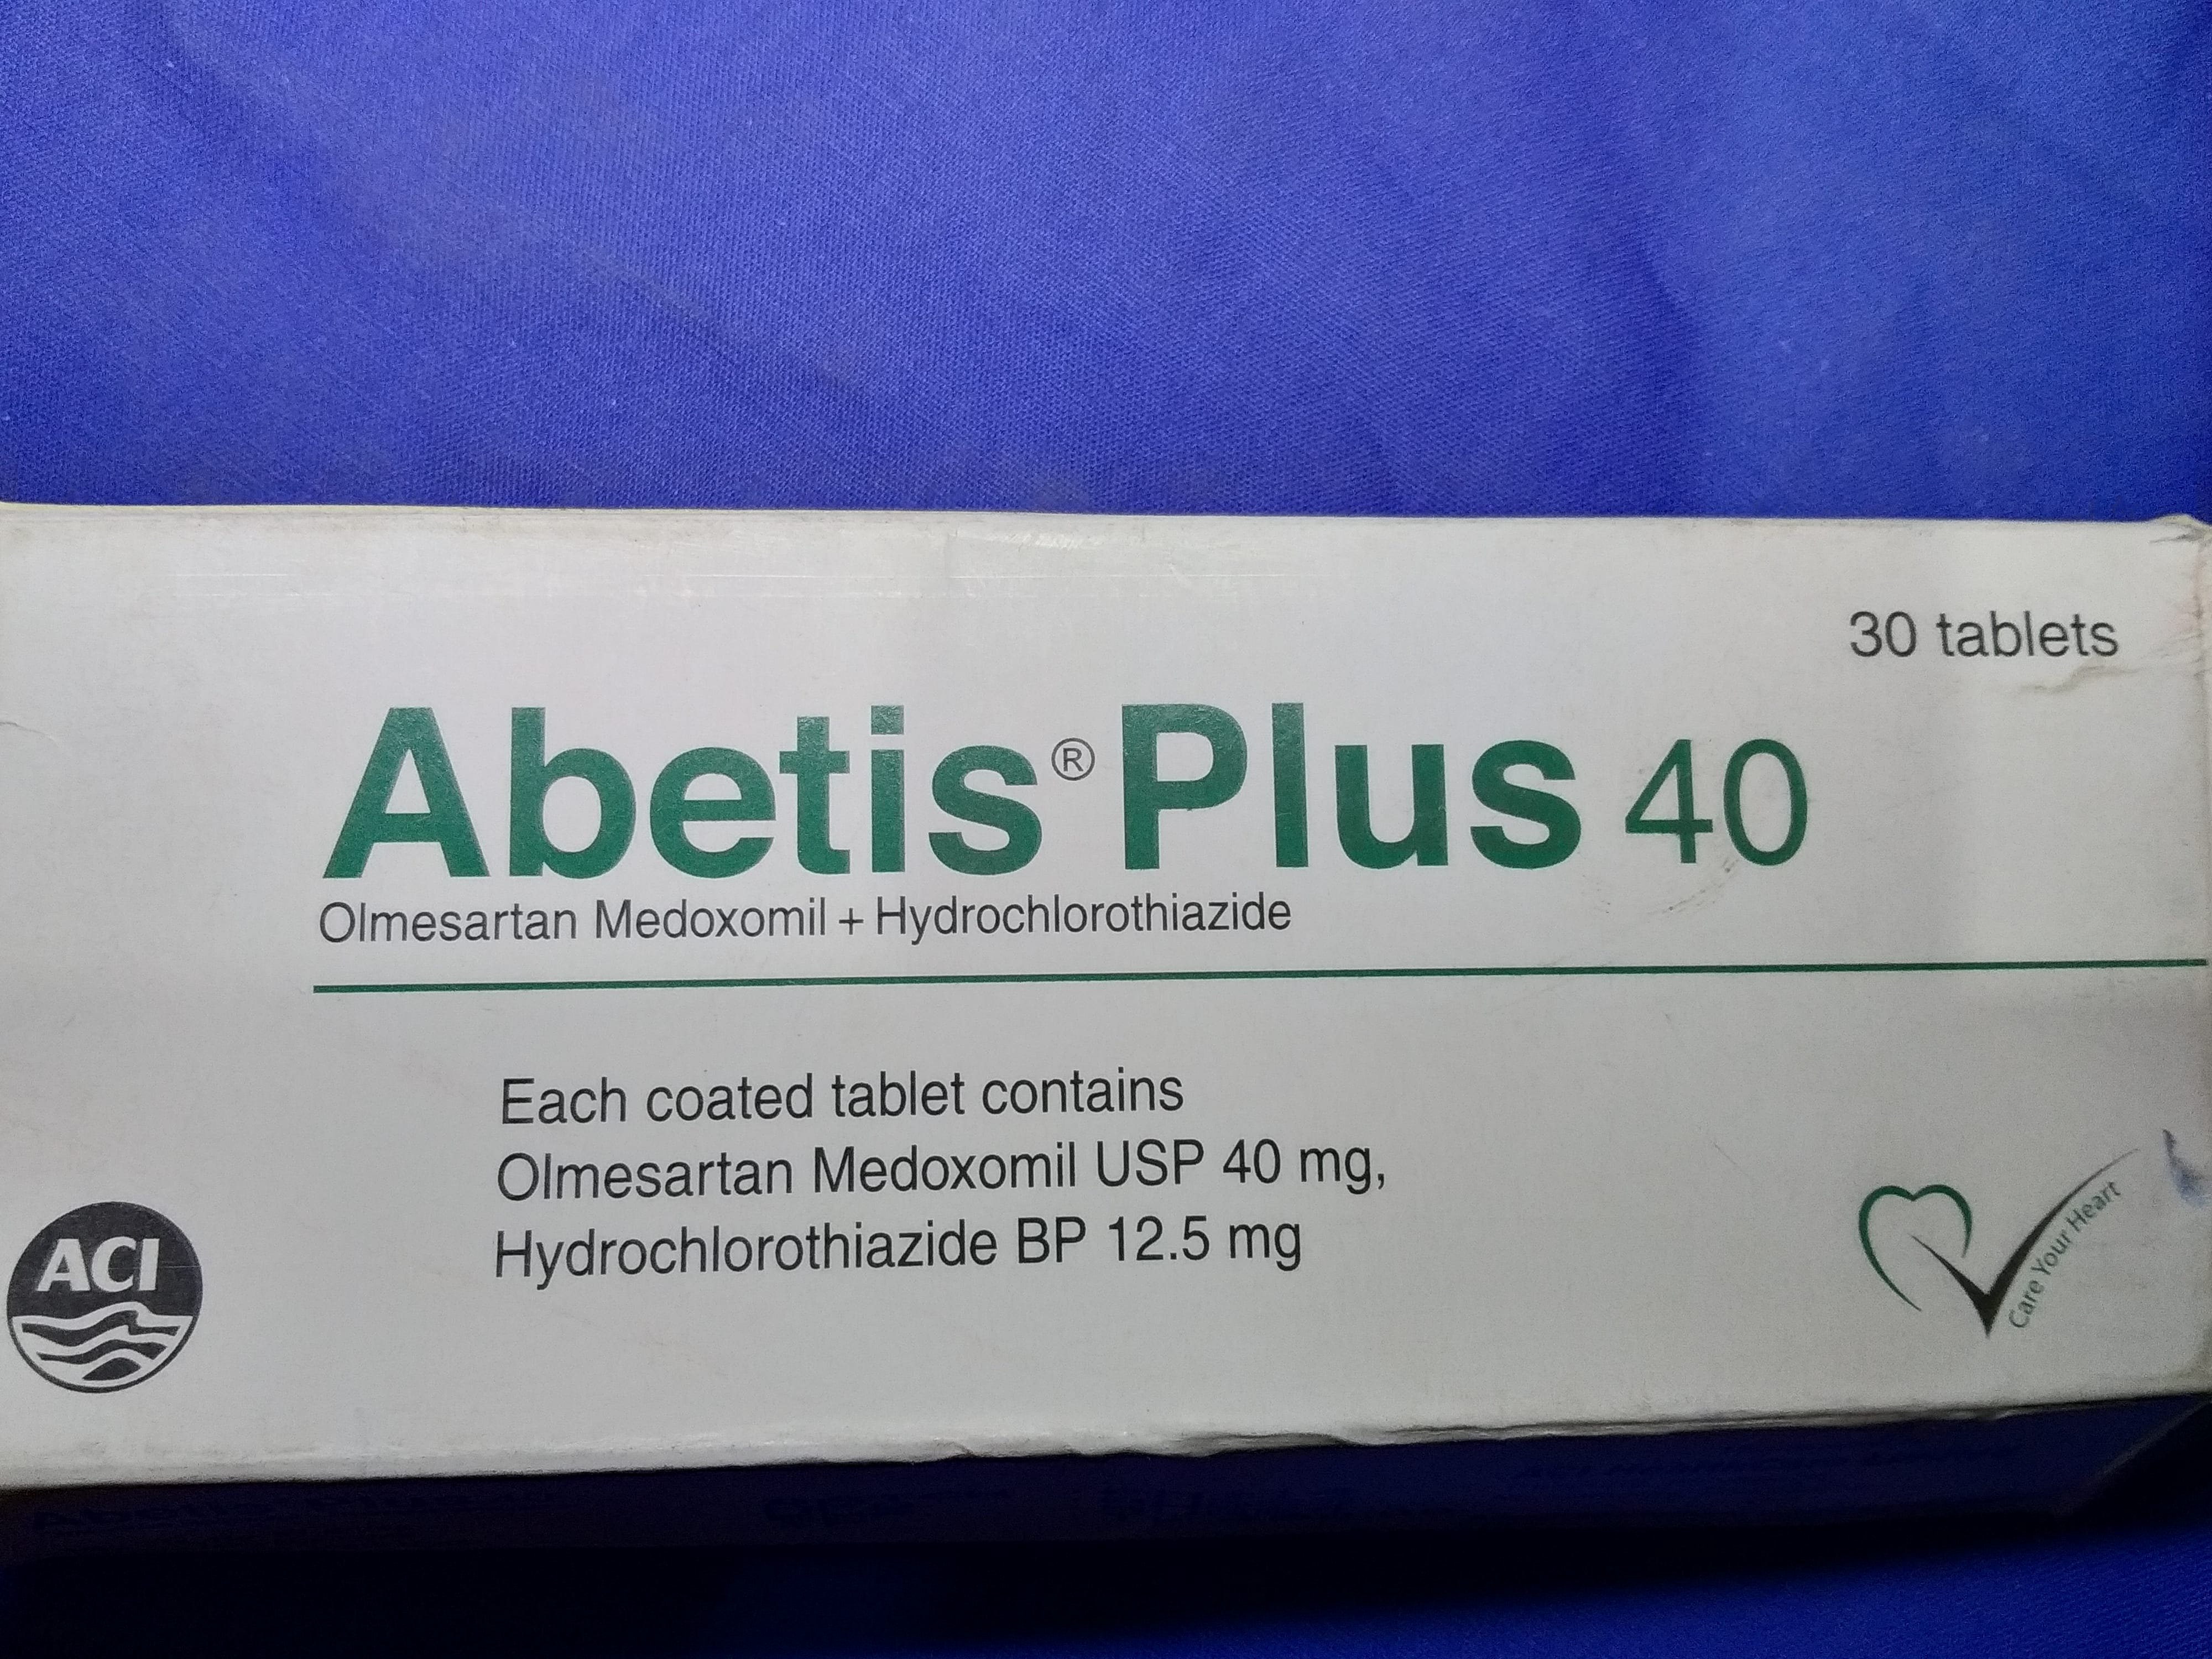 30 tablets
Abetis® Plus 40
Olmesartan Medoxomil + Hydrochlorothiazide
Each coated tablet contains
Olmesartan Medoxomil USP 40 mg,
Hydrochlorothiazide BP 12.5 mg
ACI
Care Your Heart